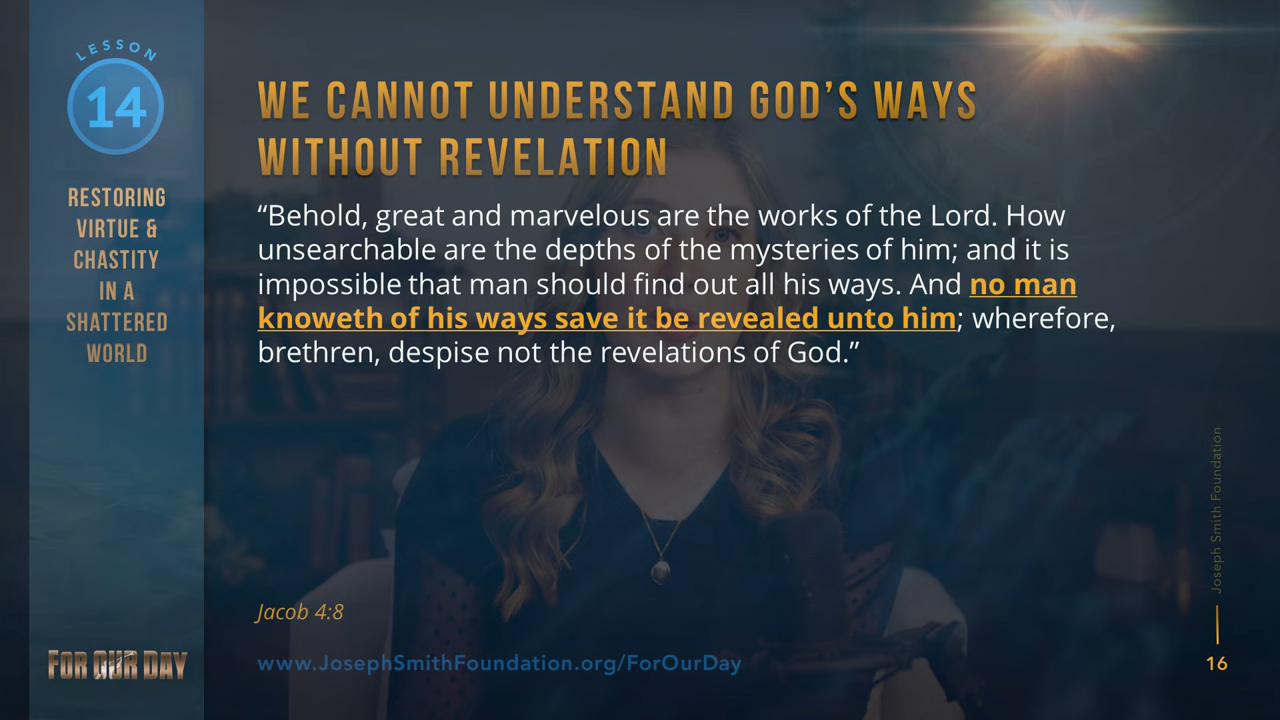 LESSON
14
RESTORING
VIRTUE &
CHASTITY
IN A
SHATTERED
WORLD
FOR OUR DAY
WE CANNOT UNDERSTAND GOD’S WAYS
WITHOUT REVELATION
“Behold, great and marvelous are the works of the Lord. How
unsearchable are the depths of the mysteries of him; and it is
impossible that man should find out all his ways. And no man
knoweth of his ways save it be revealed unto him; wherefore,
brethren, despise not the revelations of God.”
Jacob 4:8
www.JosephSmithFoundation.org/ForOurDay
Joseph Smith Foundation
16